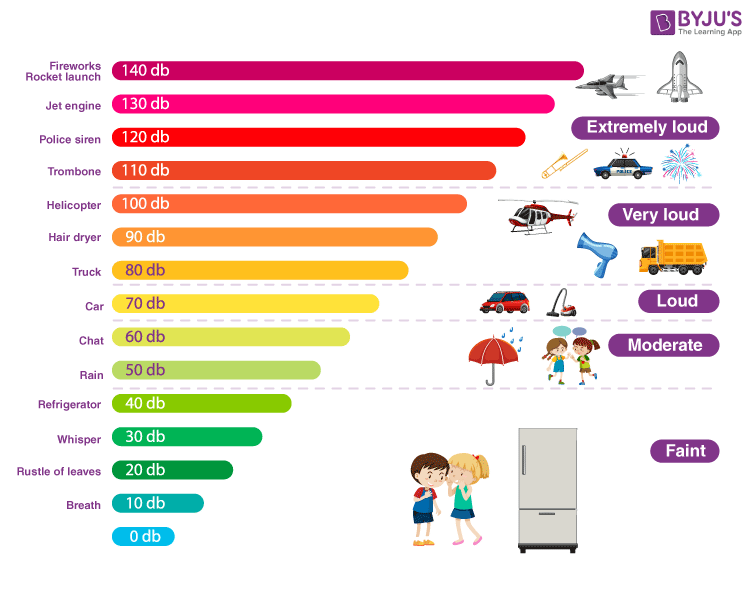 BYJU'S
The Learning App
Fireworks
Rocket launch
140 db
Jet engine
130 db
Police siren
120 db
Extremely loud
Trombone
110 db
POLICE
Helicopter
100 db
Very loud
Hair dryer
90 db
Truck
80 db
Car
70 db
Loud
Chat
60 db
Moderate
Rain
50 db
Refrigerator
40 db
Whisper
30 db
Faint
Rustle of leaves
20 db
Breath
10 db
0 db